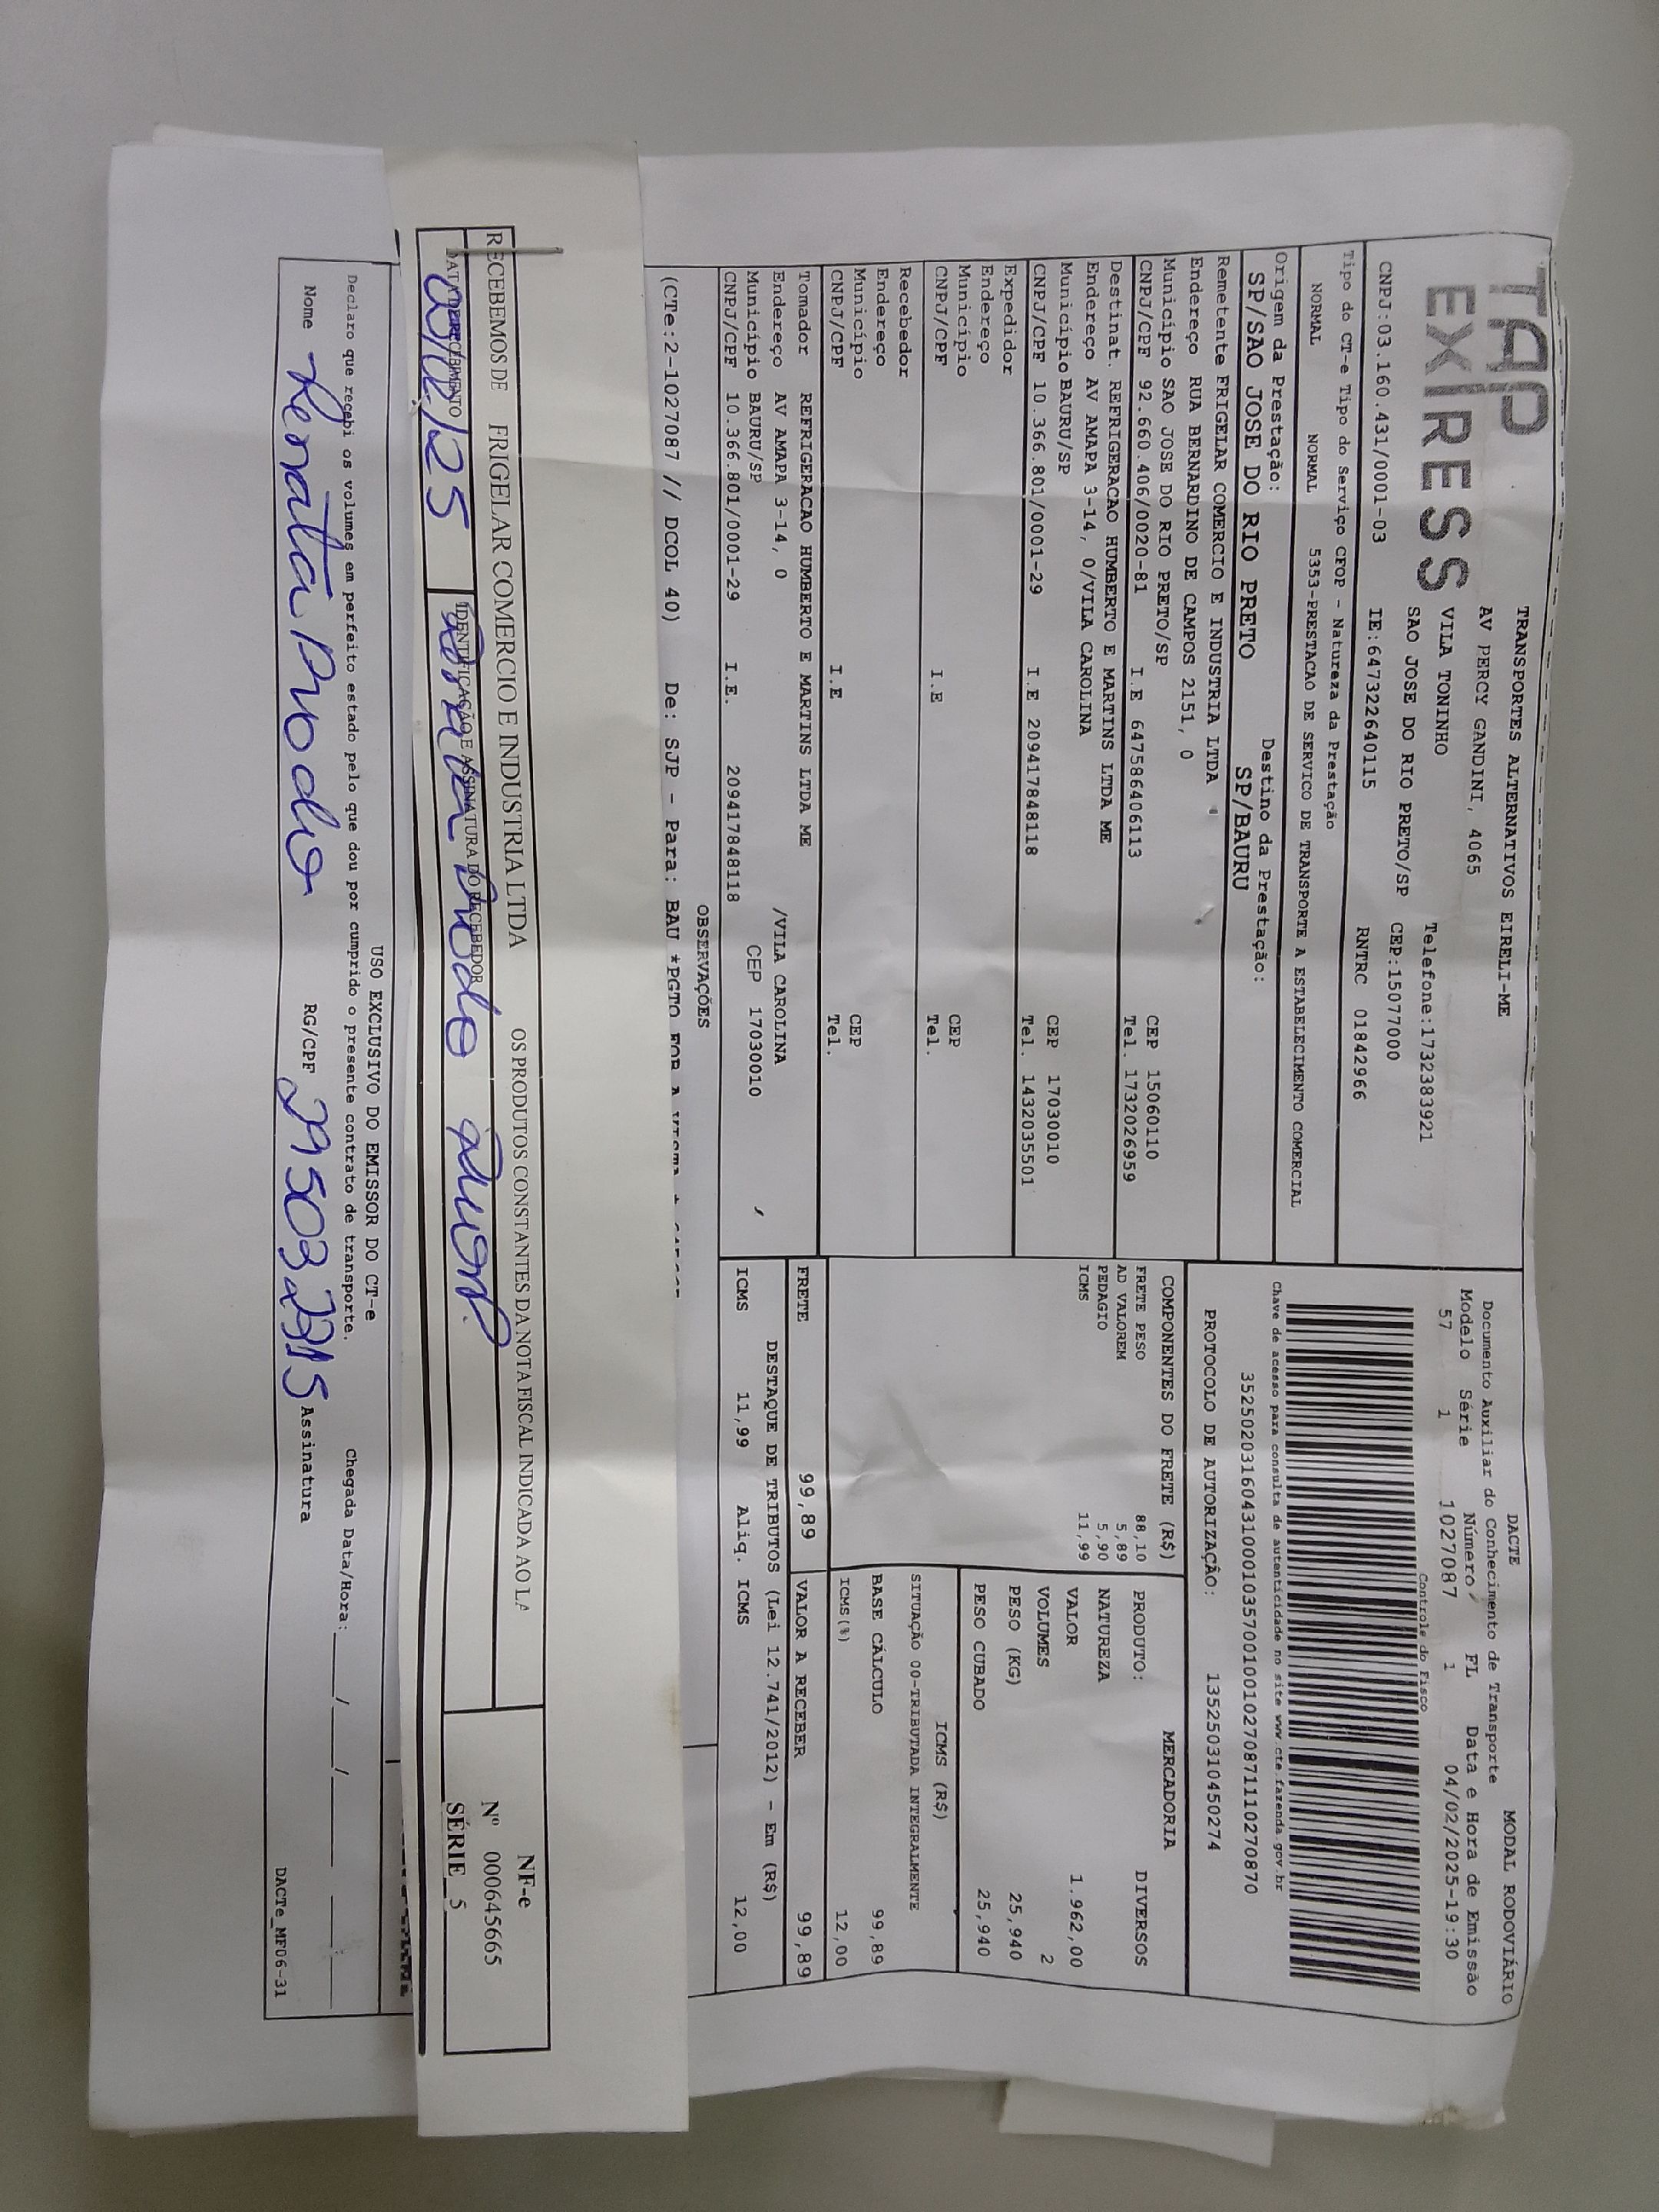 TAP
EXPRESS
TRANSPORTES ALTERNATIVOS EIRELI-ME
AV PERCY GANDINI, 4065
VILA TONINHO Telefone:1732383921
SAO JOSE DO RIO PRETO/SP CEP:15077000
CNPJ:03.160.431/0001-03 IE:647322640115 RNTRC 01842966
DACTE MODAL RODOVIÁRIO
Documento Auxiliar do Conhecimento de Transporte
Modelo Série Número FL Data e Hora de Emissão
57 1 1027087 1 04/02/2025-19:30
Controle do Fisco
Chave de acesso para consulta de autenticidade no site www.cte.fazenda.gov.br
35250203160431000103570010010270871110270870
PROTOCOLO DE AUTORIZAÇÃO: 135250310450274
Tipo do CT-e Tipo do Serviço CFOP - Natureza da Prestação
NORMAL NORMAL 5353-PRESTACAO DE SERVICO DE TRANSPORTE A ESTABELECIMENTO COMERCIAL
Origem da Prestação: Destino da Prestação:
SP/SAO JOSE DO RIO PRETO SP/BAURU
Remetente FRIGELAR COMERCIO E INDUSTRIA LTDA
Endereço RUA BERNARDINO DE CAMPOS 2151, 0
Município SAO JOSE DO RIO PRETO/SP CEP 15060110
CNPJ/CPF 92.660.406/0020-81 I.E 647586406113 Tel. 1732026959
Destinat. REFRIGERACAO HUMBERTO E MARTINS LTDA ME
Endereço AV AMAPA 3-14, 0/VILA CAROLINA
Município BAURU/SP CEP 17030010
CNPJ/CPF 10.366.801/0001-29 I.E 209417848118 Tel. 1432035501
Expedidor
Endereço
Município CEP
CNPJ/CPF I.E Tel.
Recebedor
Endereço
Município CEP
CNPJ/CPF I.E Tel.
Tomador REFRIGERACAO HUMBERTO E MARTINS LTDA ME
Endereço AV AMAPA 3-14, 0 /VILA CAROLINA
Município BAURU/SP CEP 17030010
CNPJ/CPF 10.366.801/0001-29 I.E. 209417848118
COMPONENTES DO FRETE (R$)
FRETE PESO 88,10
AD VALOREM 5,89
PEDAGIO 5,90
ICMS 11,99
MERCADORIA
PRODUTO: DIVERSOS
NATUREZA
VALOR 1.962,00
VOLUMES 2
PESO (KG) 25,940
PESO CUBADO 25,940
ICMS (R$)
SITUAÇÃO 00-TRIBUTADA INTEGRALMENTE
BASE CÁLCULO 99,89
ICMS(%) 12,00
FRETE 99,89 VALOR A RECEBER 99,89
DESTAQUE DE TRIBUTOS (Lei 12.741/2012) - Em (R$)
ICMS 11,99 Aliq. ICMS 12,00
OBSERVAÇÕES
(CTe:2-1027087 // DCOL 40) De: SJP - Para: BAU *PGTO FOB A VISTA *
RECEBEMOS DE FRIGELAR COMERCIO E INDUSTRIA LTDA OS PRODUTOS CONSTANTES DA NOTA FISCAL INDICADA AO LA
DATA DE RECEBIMENTO IDENTIFICAÇÃO E ASSINATURA DO RECEBEDOR
/02/25 Prodo
NF-e
Nº 000645665
SÉRIE 5
USO EXCLUSIVO DO EMISSOR DO CT-e
Declaro que recebi os volumes em perfeito estado pelo que dou por cumprido o presente contrato de transporte. Chegada Data/Hora: / /
Nome Renata Prodo RG/CPF 295032315 Assinatura
DACTe_MF06-31